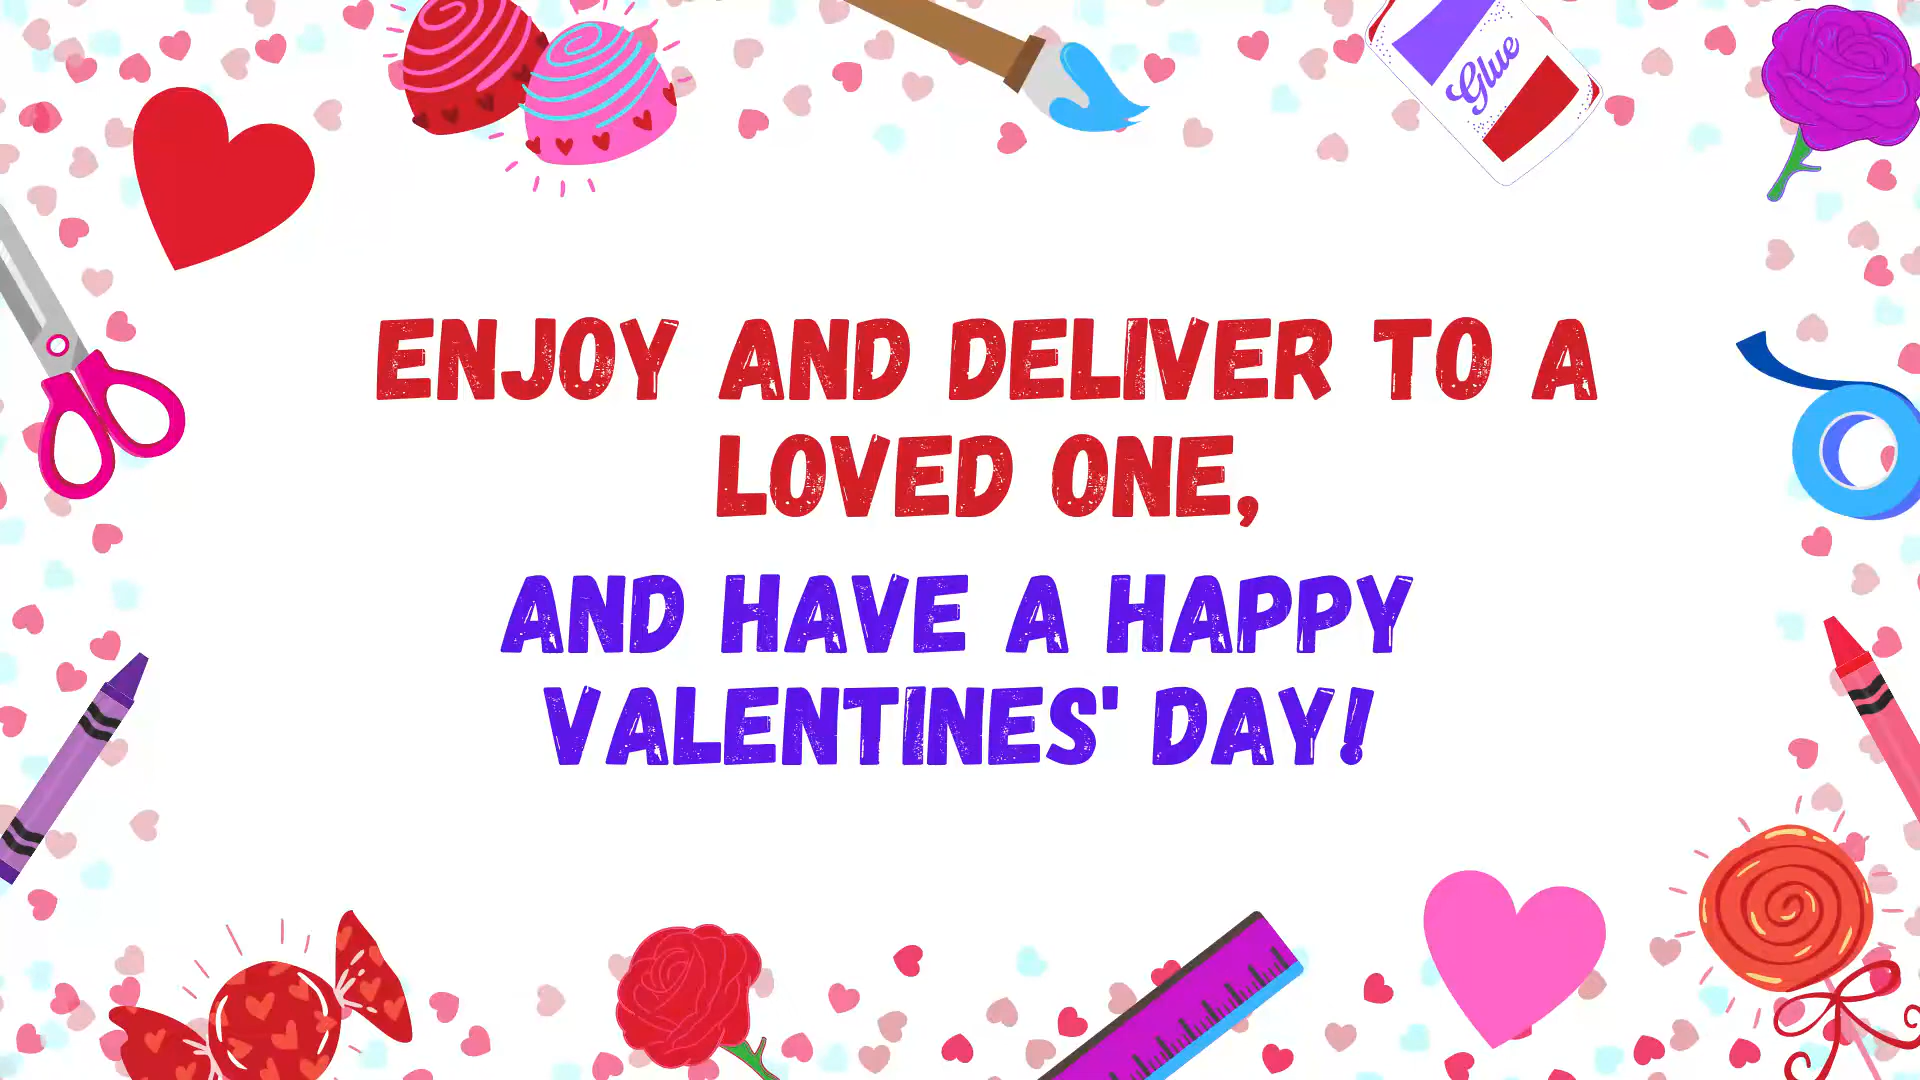 Glue
ENJOY AND DELIVER TO A
LOVED ONE,
AND HAVE A HAPPY
VALENTINES' DAY!